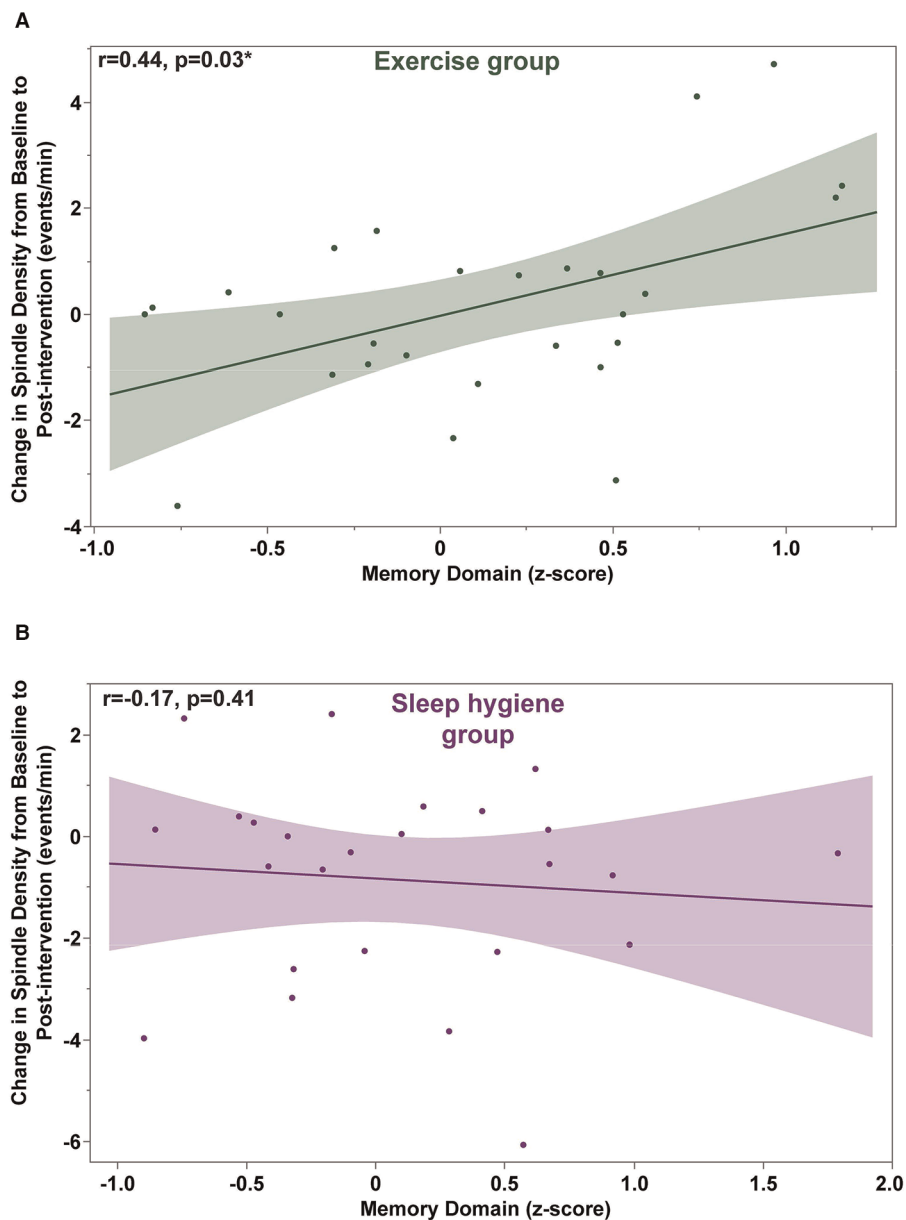 A
r=0.44, p=0.03*
Exercise group
Change in Spindle Density from Baseline to
Post-intervention (events/min)
4
2
0
-2
-4
-1.0
-0.5
0
0.5
1.0
Memory Domain (z-score)
B
r=-0.17, p=0.41
Sleep hygiene
group
Change in Spindle Density from Baseline to
Post-intervention (events/min)
2
0
-2
-4
-6
-1.0
-0.5
0
0.5
1.0
1.5
2.0
Memory Domain (z-score)